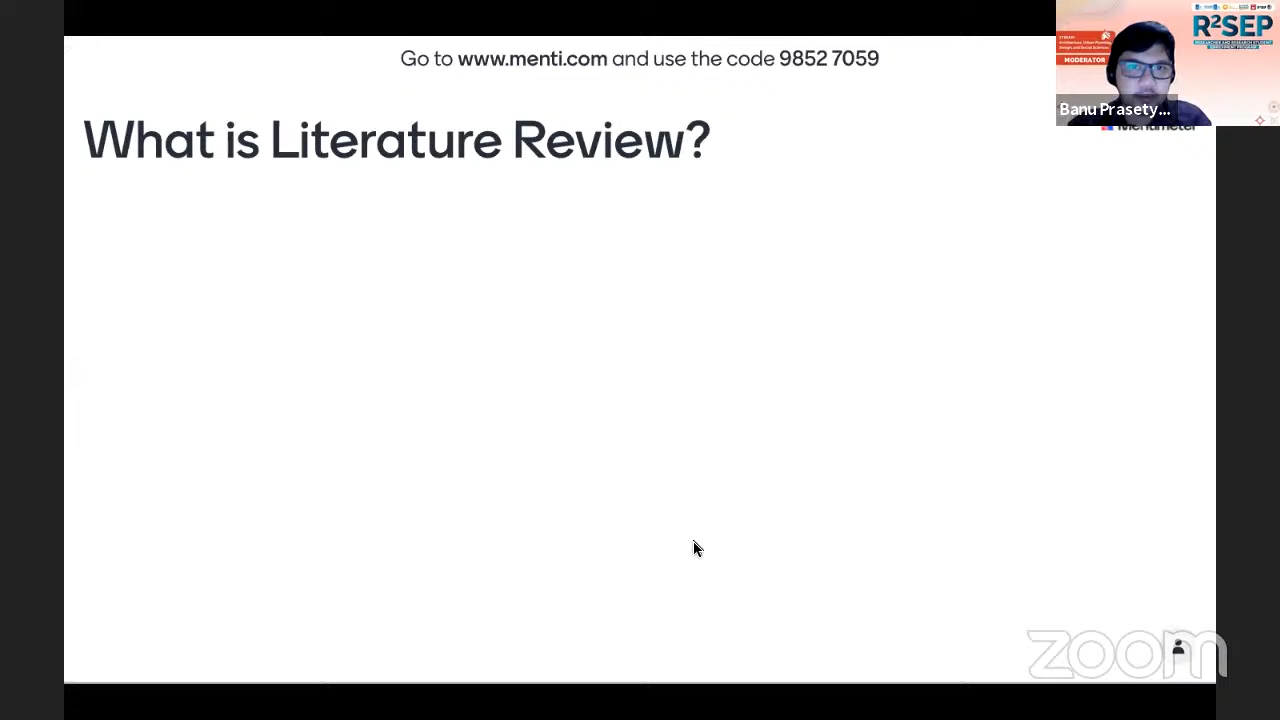 Go to www.menti.com and use the code 9852 7059
What is Literature Review?
R²SEP
MODERATOR
Banu Prasety...
Mentimeter
zoom